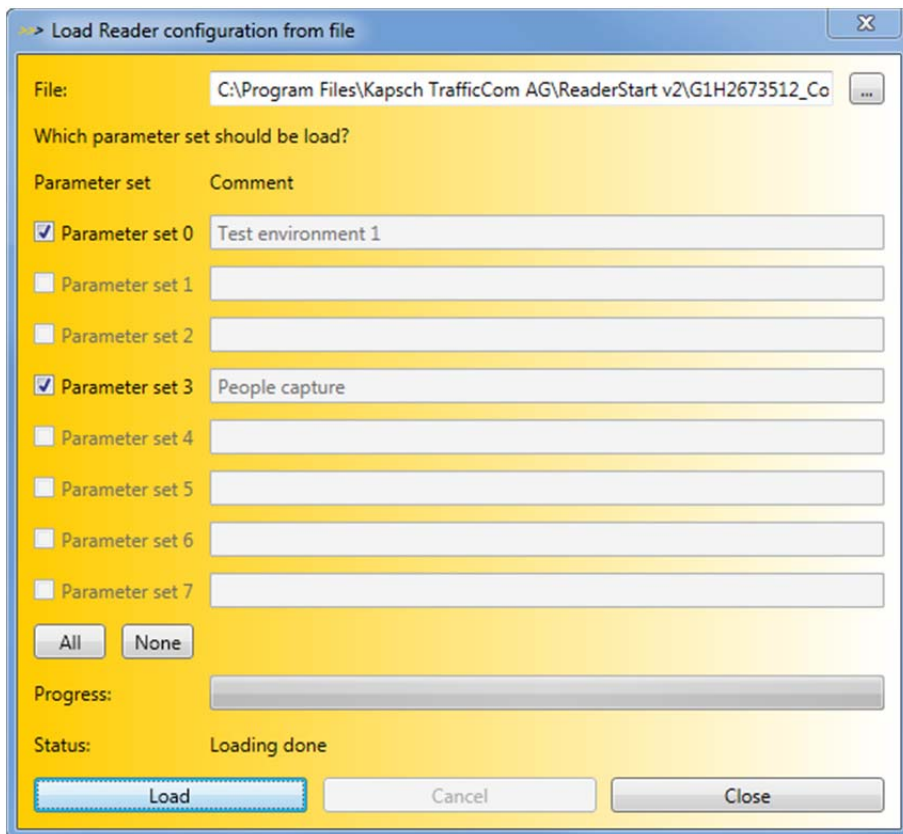 >>> Load Reader configuration from file
File: C:\Program Files\Kapsch TrafficCom AG\ReaderStart v2\G1H2673512_Co ...
Which parameter set should be load?
Parameter set Comment
Parameter set 0 Test environment 1
Parameter set 1
Parameter set 2
Parameter set 3 People capture
Parameter set 4
Parameter set 5
Parameter set 6
Parameter set 7
All None
Progress:
Status: Loading done
Load Cancel Close